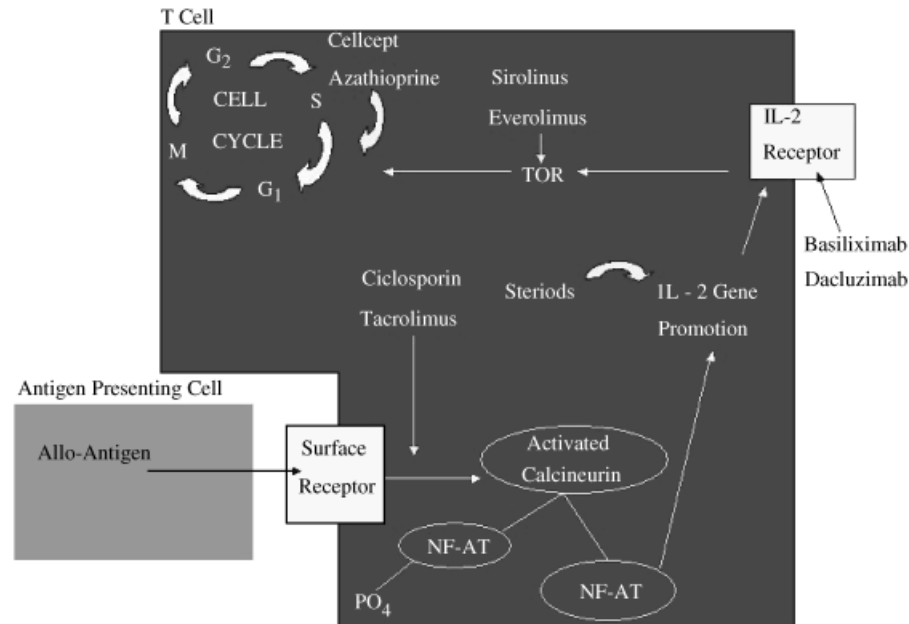 T Cell
G2
Cellcept
Azathioprine
CELL
S
CYCLE
M
G1
Sirolinus
Everolimus
TOR
IL-2
Receptor
Basiliximab
Dacluzimab
Ciclosporin
Tacrolimus
Steriods
1L - 2 Gene
Promotion
Antigen Presenting Cell
Allo-Antigen
Surface
Receptor
Activated
Calcineurin
NF-AT
PO4
NF-AT